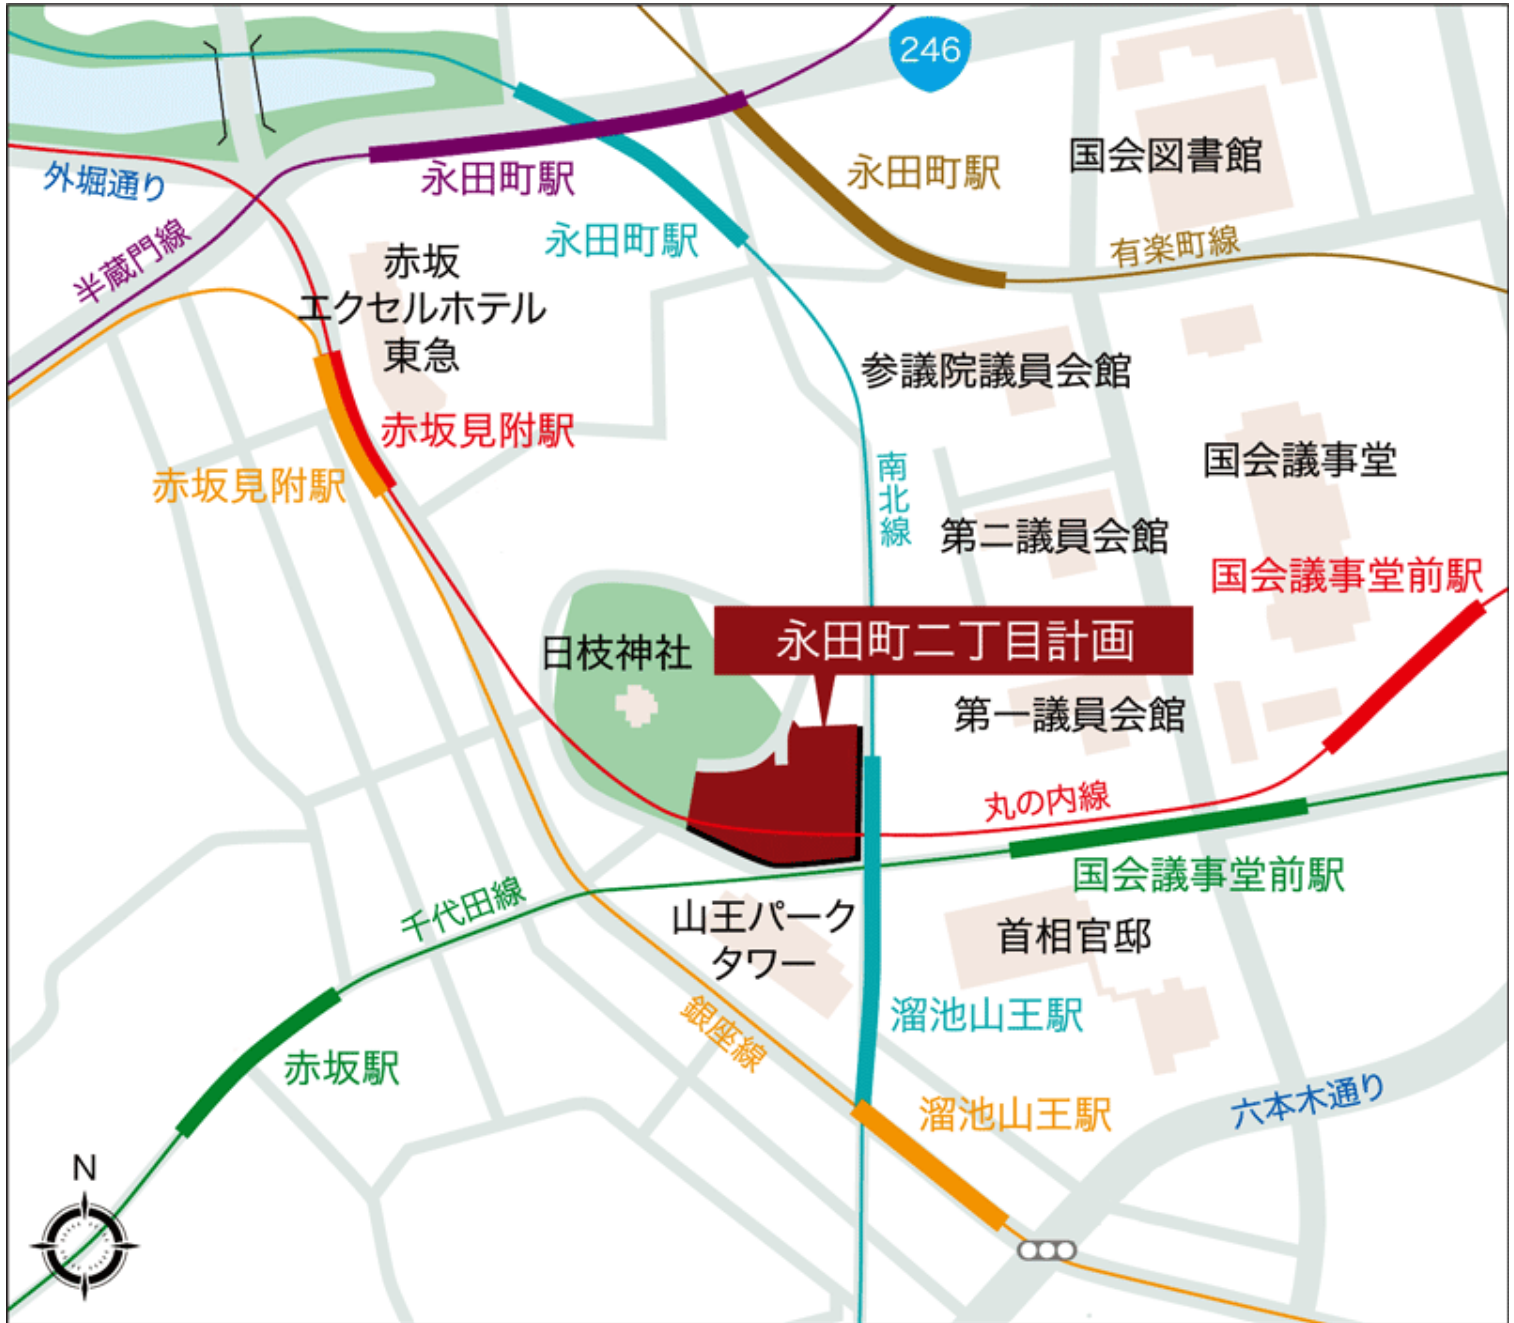 246
国会図書館
永田町駅
永田町駅
外堀通り
永田町駅
有楽町線
半蔵門線
赤坂
エクセルホテル
東急
参議院議員会館
赤坂見附駅
国会議事堂
赤坂見附駅
南北線
第二議員会館
国会議事堂前駅
永田町二丁目計画
日枝神社
第一議員会館
丸の内線
国会議事堂前駅
千代田線
山王パーク
タワー
首相官邸
溜池山王駅
銀座線
赤坂駅
六本木通り
溜池山王駅
N